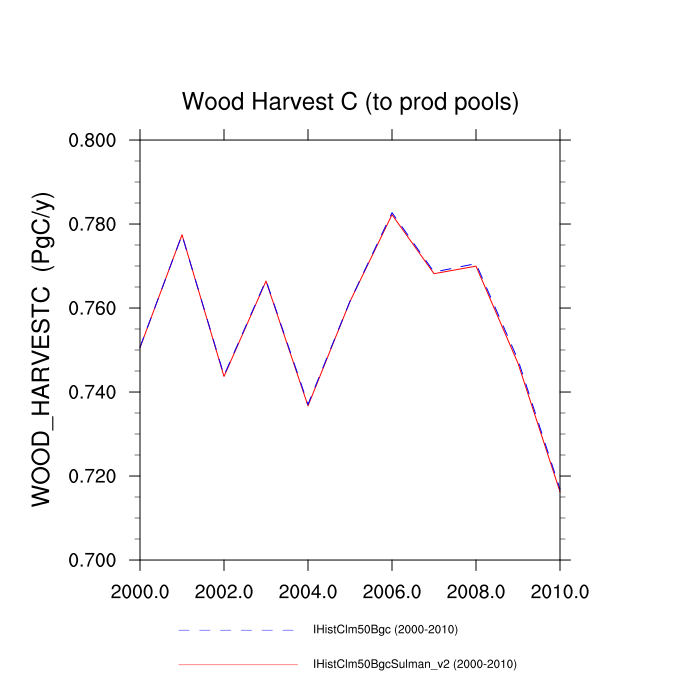 Wood Harvest C (to prod pools)
WOOD_HARVESTC (PgC/y)
0.800
0.780
0.760
0.740
0.720
0.700
2000.0 2002.0 2004.0 2006.0 2008.0 2010.0
IHistClm50Bgc (2000-2010)
IHistClm50BgcSulman_v2 (2000-2010)